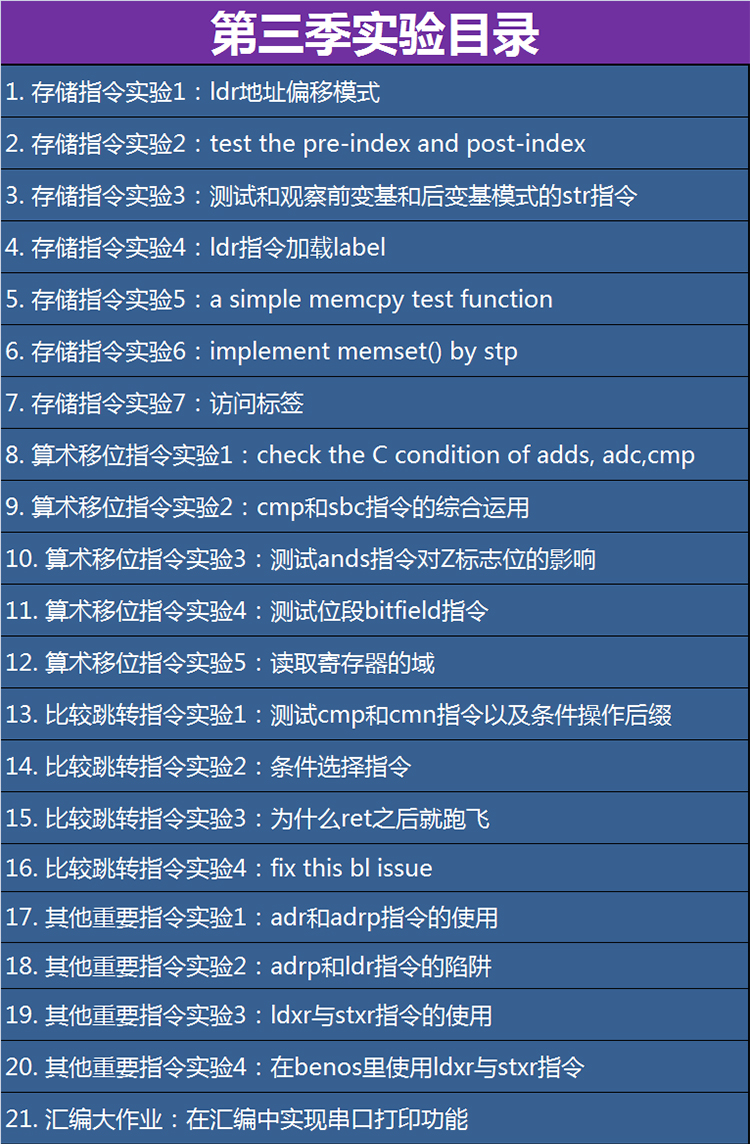 第三季实验目录
1. 存储指令实验1：ldr地址偏移模式
2. 存储指令实验2：test the pre-index and post-index
3. 存储指令实验3：测试和观察前变基和后变基模式的str指令
4. 存储指令实验4：ldr指令加载label
5. 存储指令实验5：a simple memcpy test function
6. 存储指令实验6：implement memset() by stp
7. 存储指令实验7：访问标签
8. 算术移位指令实验1：check the C condition of adds, adc,cmp
9. 算术移位指令实验2：cmp和sbc指令的综合运用
10. 算术移位指令实验3：测试ands指令对Z标志位的影响
11. 算术移位指令实验4：测试位段bitfield指令
12. 算术移位指令实验5：读取寄存器的域
13. 比较跳转指令实验1：测试cmp和cmn指令以及条件操作后缀
14. 比较跳转指令实验2：条件选择指令
15. 比较跳转指令实验3：为什么ret之后就跑飞
16. 比较跳转指令实验4：fix this bl issue
17. 其他重要指令实验1：adr和adrp指令的使用
18. 其他重要指令实验2：adrp和ldr指令的陷阱
19. 其他重要指令实验3：ldxr与stxr指令的使用
20. 其他重要指令实验4：在benos里使用ldxr与stxr指令
21. 汇编大作业：在汇编中实现串口打印功能